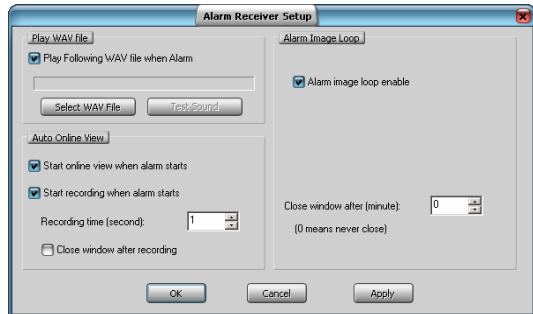 Alarm Receiver Setup
Play WAV file
Play Following WAV file when Alarm
Select WAV File
Test Sound
Auto Online View
Start online view when alarm starts
Start recording when alarm starts
Recording time (second): 1
Close window after recording
Alarm Image Loop
Alarm image loop enable
Close window after (minute): 0
(0 means never close)
OK
Cancel
Apply